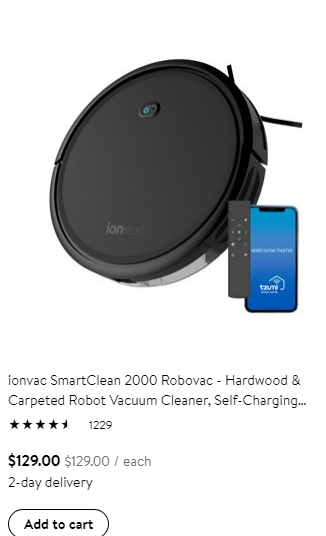 ionvac
welcome home
tzumi
ionvac SmartClean 2000 Robovac - Hardwood &
Carpeted Robot Vacuum Cleaner, Self-Charging...
1229
$129.00 $129.00 / each
2-day delivery
Add to cart